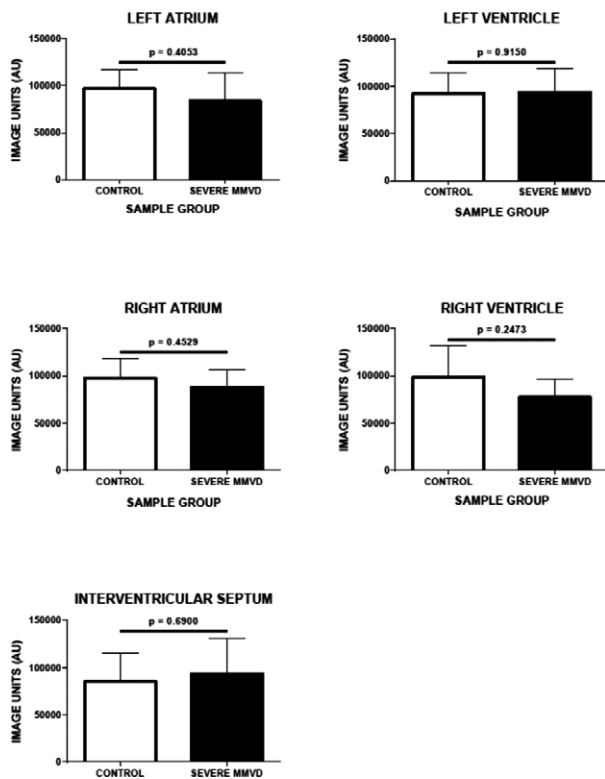 LEFT ATRIUM
150000
100000
50000
0
IMAGE UNITS (AU)
p = 0.4053
CONTROL
SEVERE MMVD
SAMPLE GROUP
LEFT VENTRICLE
150000
100000
50000
0
IMAGE UNITS (AU)
p = 0.9150
CONTROL
SEVERE MMVD
SAMPLE GROUP
RIGHT ATRIUM
150000
100000
50000
0
IMAGE UNITS (AU)
p = 0.4529
CONTROL
SEVERE MMVD
SAMPLE GROUP
RIGHT VENTRICLE
150000
100000
50000
0
IMAGE UNITS (AU)
p = 0.2473
CONTROL
SEVERE MMVD
SAMPLE GROUP
INTERVENTRICULAR SEPTUM
150000
100000
50000
0
IMAGE UNITS (AU)
p = 0.6900
CONTROL
SEVERE MMVD